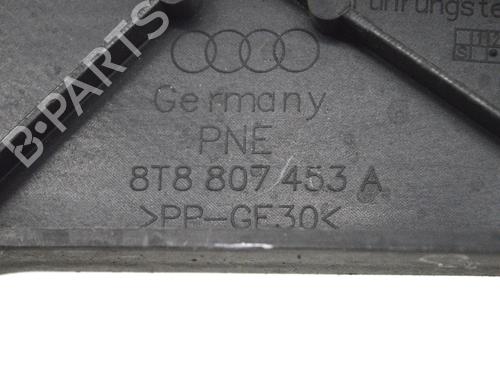 Germany
PNE
8T8 807 453 A
>PP-GF30<
B-PARTS